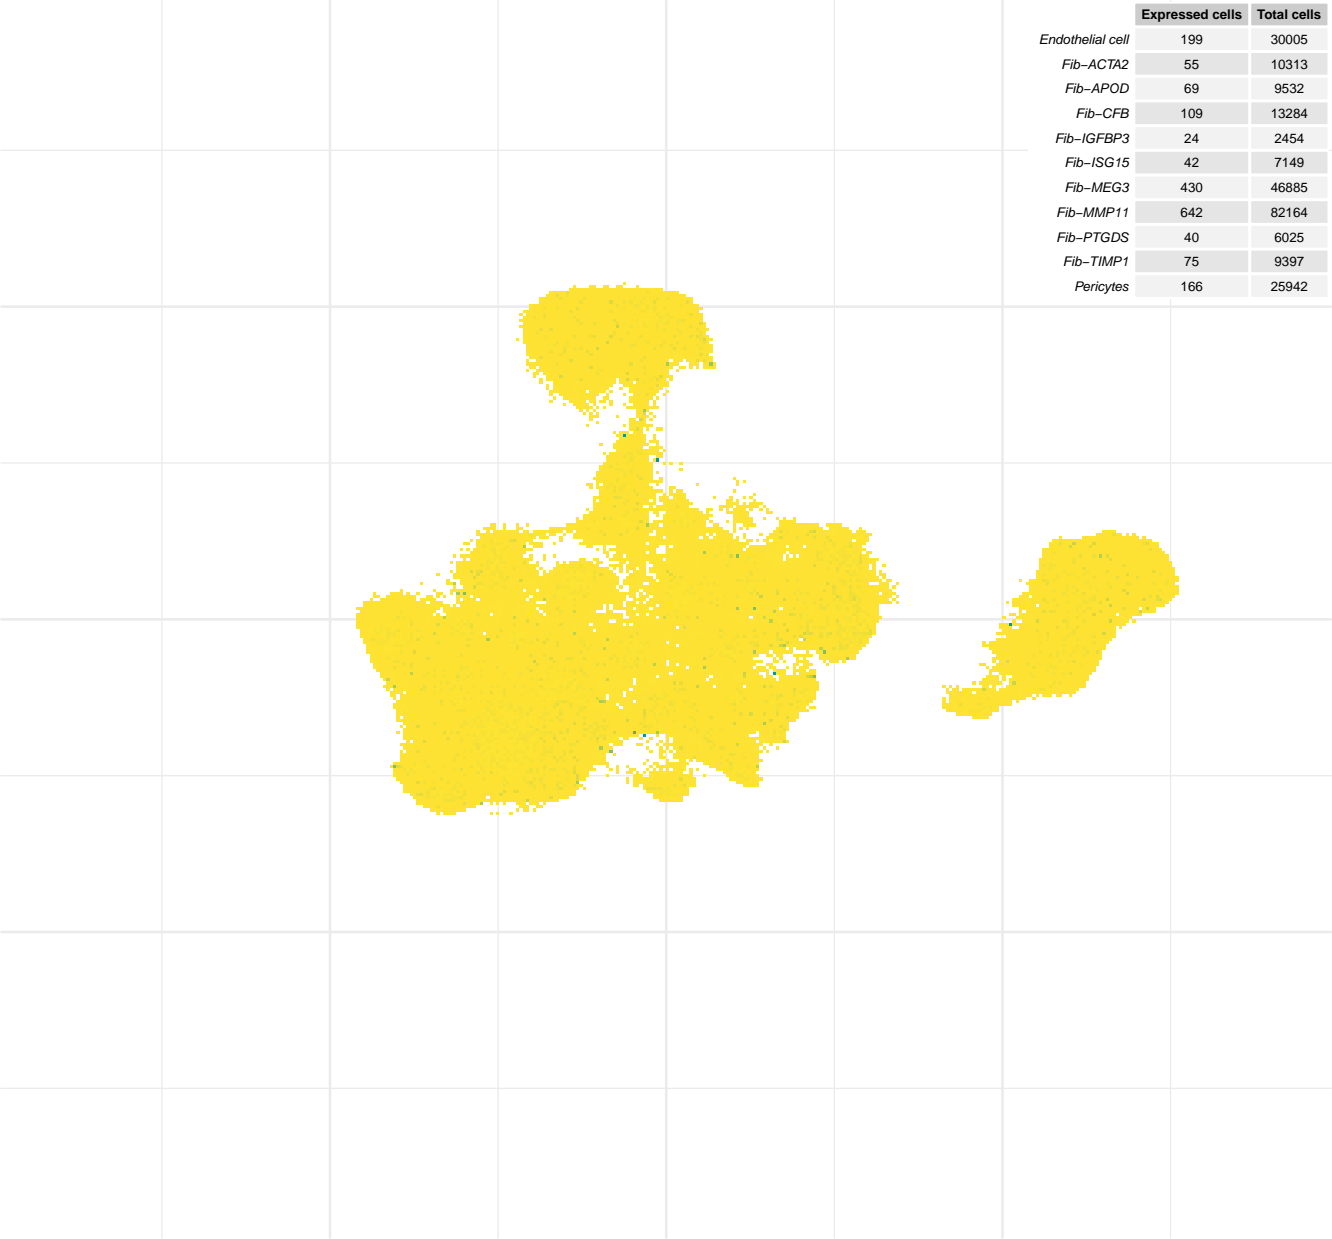 Expressed cells Total cells
Endothelial cell 199 30005
Fib−ACTA2 55 10313
Fib−APOD 69 9532
Fib−CFB 109 13284
Fib−IGFBP3 24 2454
Fib−ISG15 42 7149
Fib−MEG3 430 46885
Fib−MMP11 642 82164
Fib−PTGDS 40 6025
Fib−TIMP1 75 9397
Pericytes 166 25942